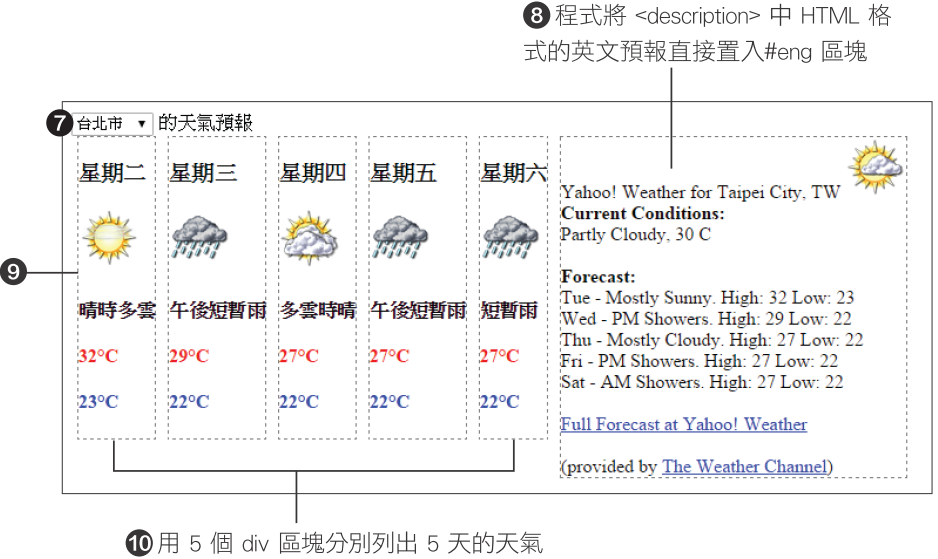 ❽ 程式將 <description> 中 HTML 格
式的英文預報直接置入#eng 區塊
❼ 台北市 ▼ 的天氣預報
星期二 星期三 星期四 星期五 星期六
❾
晴時多雲 午後短暫雨 多雲時晴 午後短暫雨 短暫雨
32°C 29°C 27°C 27°C 27°C
23°C 22°C 22°C 22°C 22°C
Yahoo! Weather for Taipei City, TW
Current Conditions:
Partly Cloudy, 30 C
Forecast:
Tue - Mostly Sunny. High: 32 Low: 23
Wed - PM Showers. High: 29 Low: 22
Thu - Mostly Cloudy. High: 27 Low: 22
Fri - PM Showers. High: 27 Low: 22
Sat - AM Showers. High: 27 Low: 22
Full Forecast at Yahoo! Weather
(provided by The Weather Channel)
❿ 用 5 個 div 區塊分別列出 5 天的天氣